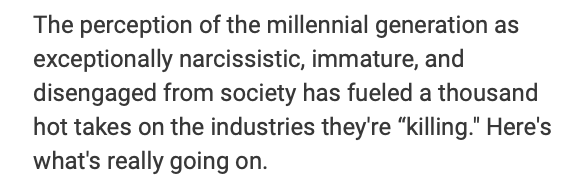 The perception of the millennial generation as
exceptionally narcissistic, immature, and
disengaged from society has fueled a thousand
hot takes on the industries they're “killing." Here's
what's really going on.